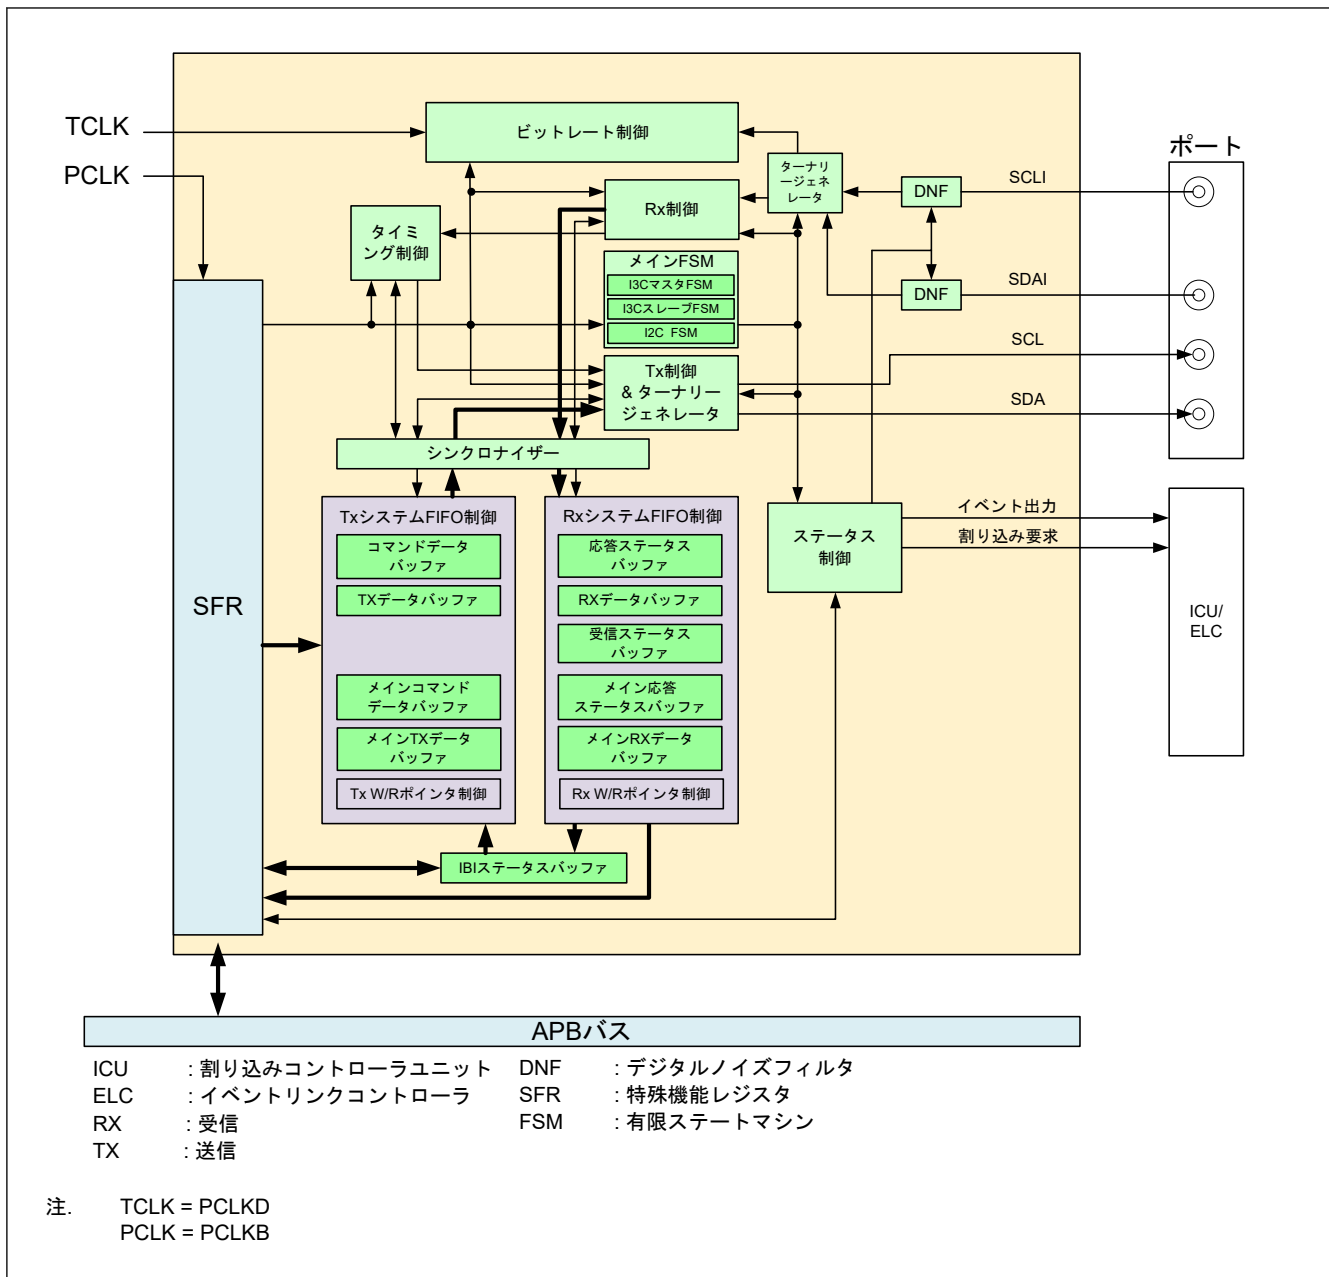 TCLK
PCLK
ビットレート制御
ターナリ
ージェネ
レータ
DNF
SCLI
ポート
Rx制御
タイミ
ング制御
メインFSM
I3CマスタFSM
I3CスレーブFSM
I2C FSM
DNF
SDAI
SCL
Tx制御
& ターナリー
ジェネレータ
SDA
シンクロナイザー
TxシステムFIFO制御
コマンドデータ
バッファ
TXデータバッファ
メインコマンド
データバッファ
メインTXデータ
バッファ
Tx W/Rポインタ制御
RxシステムFIFO制御
応答ステータス
バッファ
RXデータバッファ
受信ステータス
バッファ
メイン応答
ステータスバッファ
メインRXデータ
バッファ
Rx W/Rポインタ制御
ステータス
制御
イベント出力
割り込み要求
ICU/
ELC
SFR
IBIステータスバッファ
APBバス
ICU : 割り込みコントローラユニット
ELC : イベントリンクコントローラ
RX : 受信
TX : 送信
DNF : デジタルノイズフィルタ
SFR : 特殊機能レジスタ
FSM : 有限ステートマシン
注. TCLK = PCLKD
PCLK = PCLKB